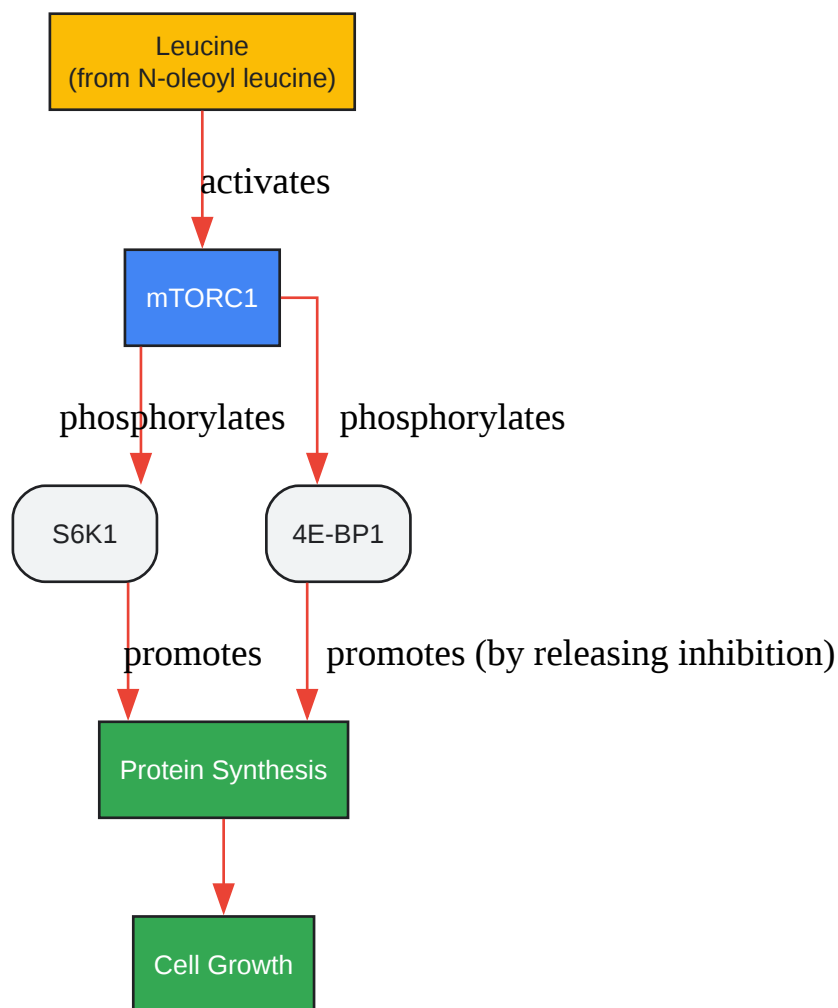 Leucine
(from N-oleoyl leucine)
activates
mTORC1
phosphorylates
phosphorylates
S6K1
4E-BP1
promotes
promotes (by releasing inhibition)
Protein Synthesis
Cell Growth